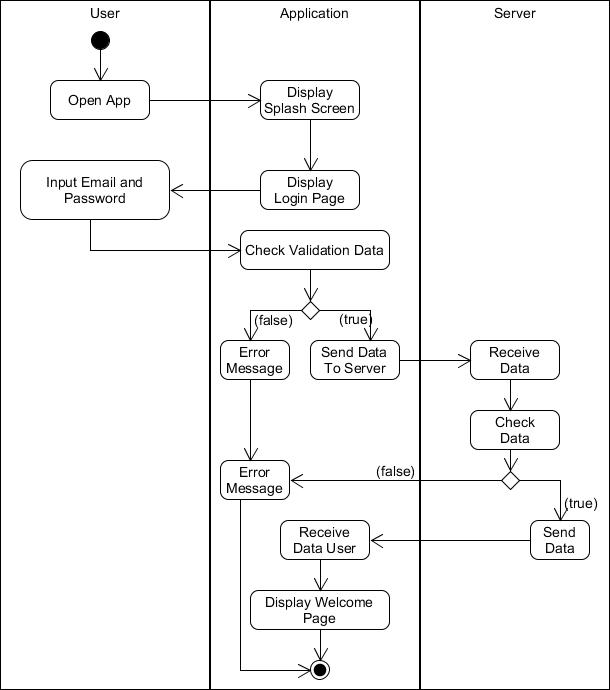 User
Application
Server
Open App
Display
Splash Screen
Input Email and
Password
Display
Login Page
Check Validation Data
(false)
(true)
Error
Message
Send Data
To Server
Receive
Data
Check
Data
(false)
Error
Message
(true)
Receive
Data User
Send
Data
Display Welcome
Page